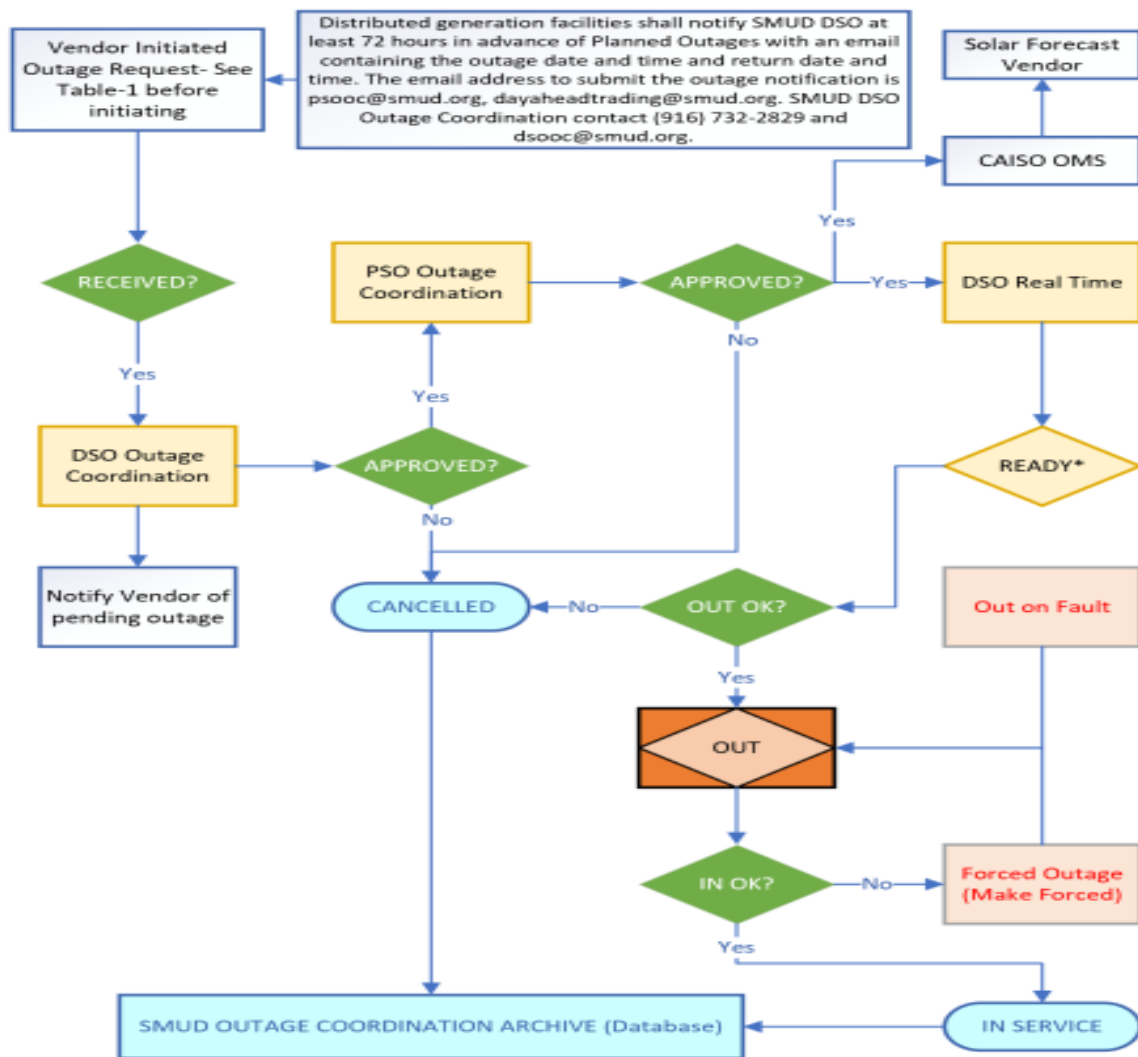 Distributed generation facilities shall notify SMUD DSO at
least 72 hours in advance of Planned Outages with an email
containing the outage date and time and return date and
time. The email address to submit the outage notification is
psooc@smud.org, dayaheadtrading@smud.org. SMUD DSO
Outage Coordination contact (916) 732-2829 and
dsooc@smud.org.
Vendor Initiated
Outage Request- See
Table-1 before
initiating
Solar Forecast
Vendor
CAISO OMS
Yes
RECEIVED?
PSO Outage
Coordination
APPROVED?
Yes
DSO Real Time
No
Yes
Yes
DSO Outage
Coordination
APPROVED?
READY*
No
Notify Vendor of
pending outage
CANCELLED
No
OUT OK?
Out on Fault
Yes
OUT
IN OK?
No
Forced Outage
(Make Forced)
Yes
SMUD OUTAGE COORDINATION ARCHIVE (Database)
IN SERVICE